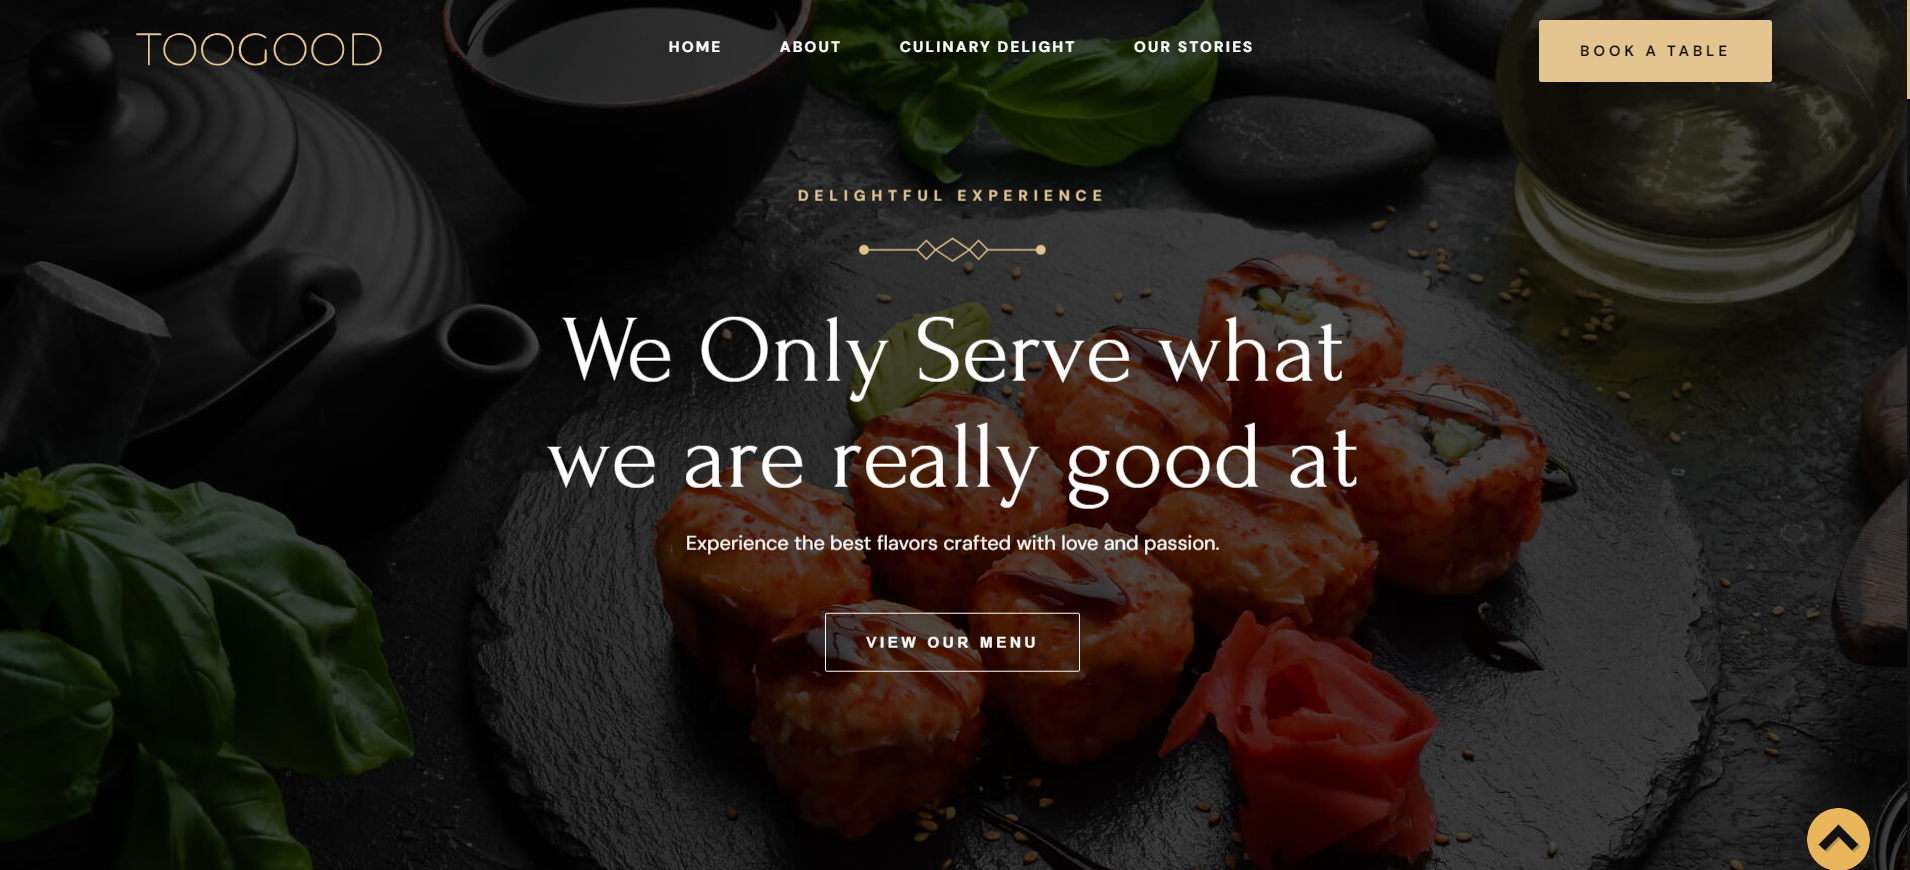 TOOGOOD
HOME ABOUT CULINARY DELIGHT OUR STORIES
BOOK A TABLE
DELIGHTFUL EXPERIENCE
We Only Serve what
we are really good at
Experience the best flavors crafted with love and passion.
VIEW OUR MENU